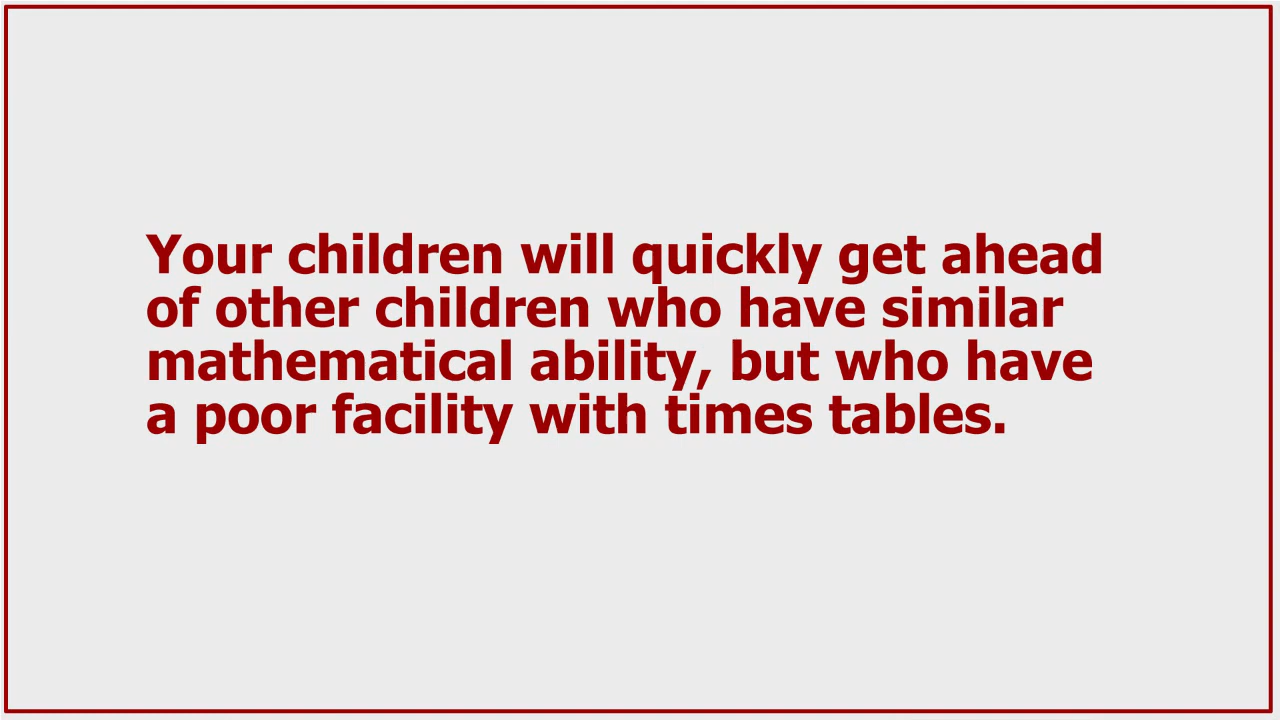 Your children will quickly get ahead
of other children who have similar
mathematical ability, but who have
a poor facility with times tables.